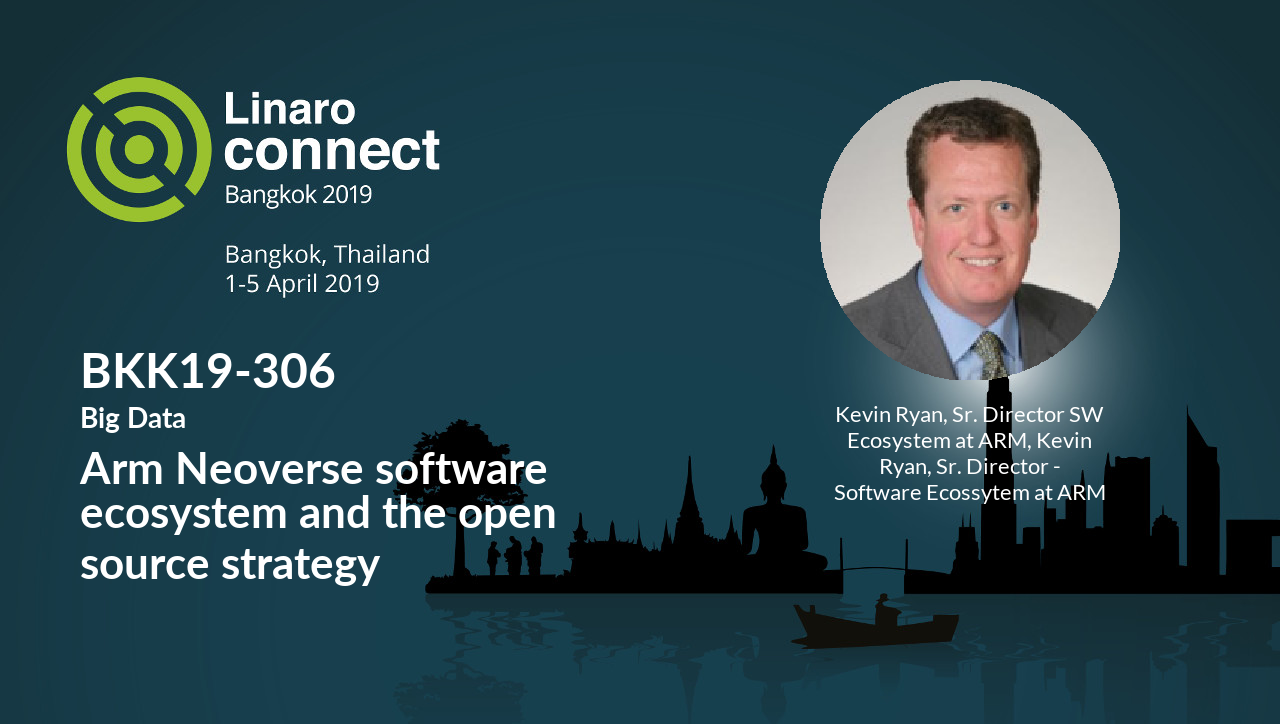 Linaro
connect
Bangkok 2019
Bangkok, Thailand
1-5 April 2019
BKK19-306
Big Data
Arm Neoverse software
ecosystem and the open
source strategy
Kevin Ryan, Sr. Director SW
Ecosystem at ARM, Kevin
Ryan, Sr. Director -
Software Ecossytem at ARM